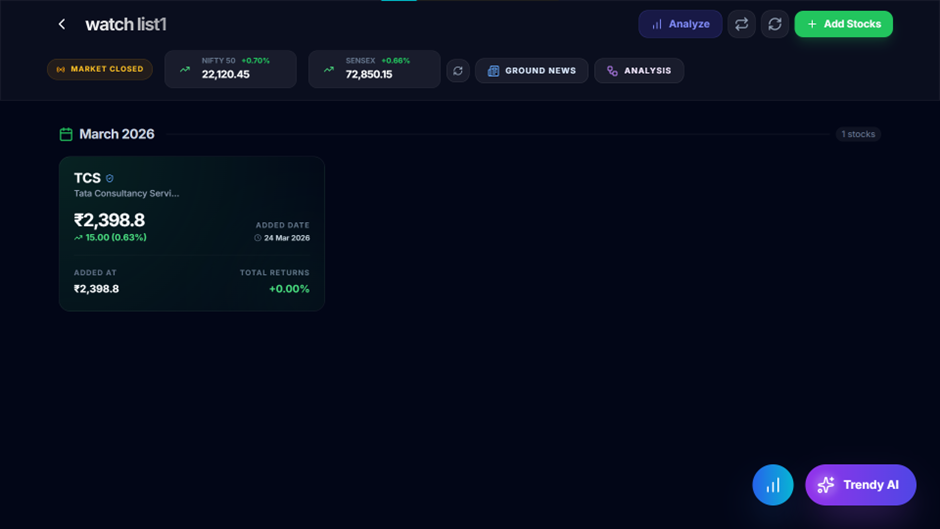 watch list1
Analyze
Add Stocks
MARKET CLOSED
NIFTY 50 +0.70%
22,120.45
SENSEX +0.66%
72,850.15
GROUND NEWS
ANALYSIS
March 2026
1 stocks
TCS
Tata Consultancy Servi...
₹2,398.8
15.00 (0.63%)
ADDED DATE
24 Mar 2026
ADDED AT
₹2,398.8
TOTAL RETURNS
+0.00%
Trendy AI